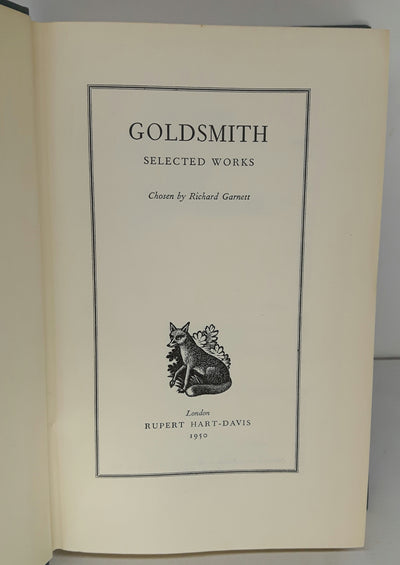 GOLDSMITH
SELECTED WORKS
Chosen by Richard Garnett
London
RUPERT HART-DAVIS
1950